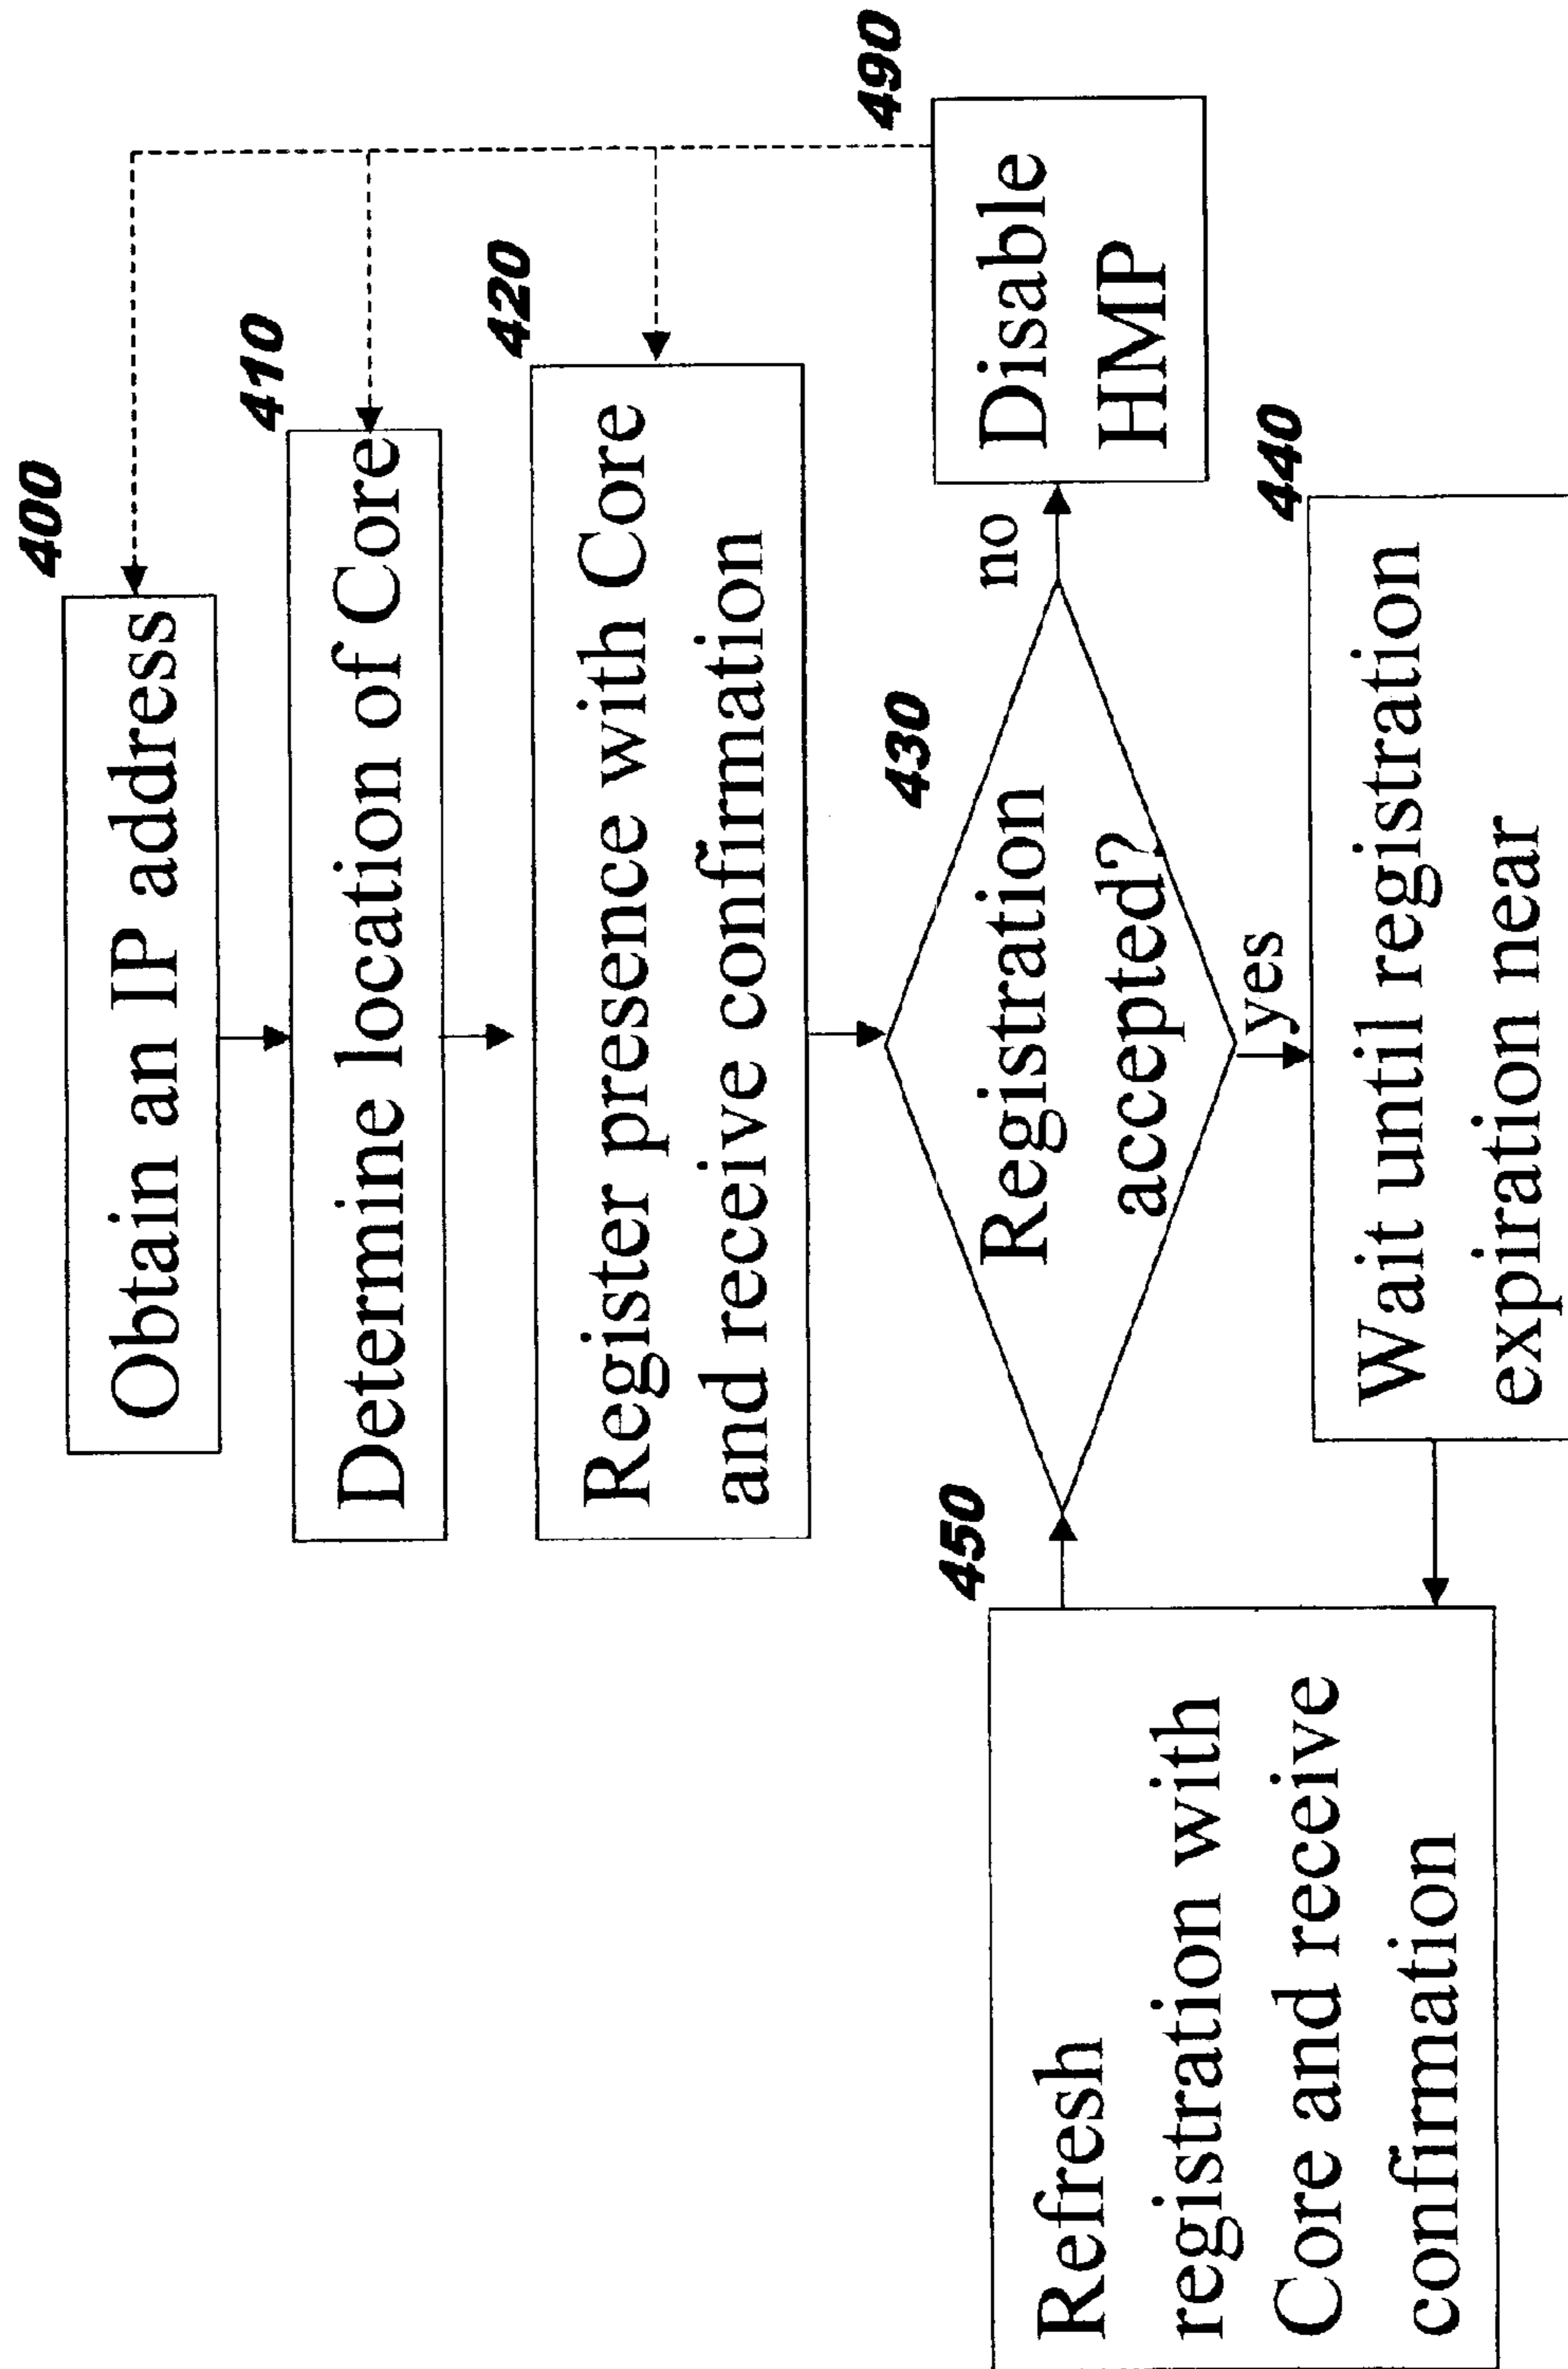 400
Obtain an IP address
410
Determine location of Core
420
Register presence with Core
and receive confirmation
430
Registration
accepted?
no
490
Disable
HMP
yes
440
Wait until registration
expiration near
450
Refresh
registration with
Core and receive
confirmation